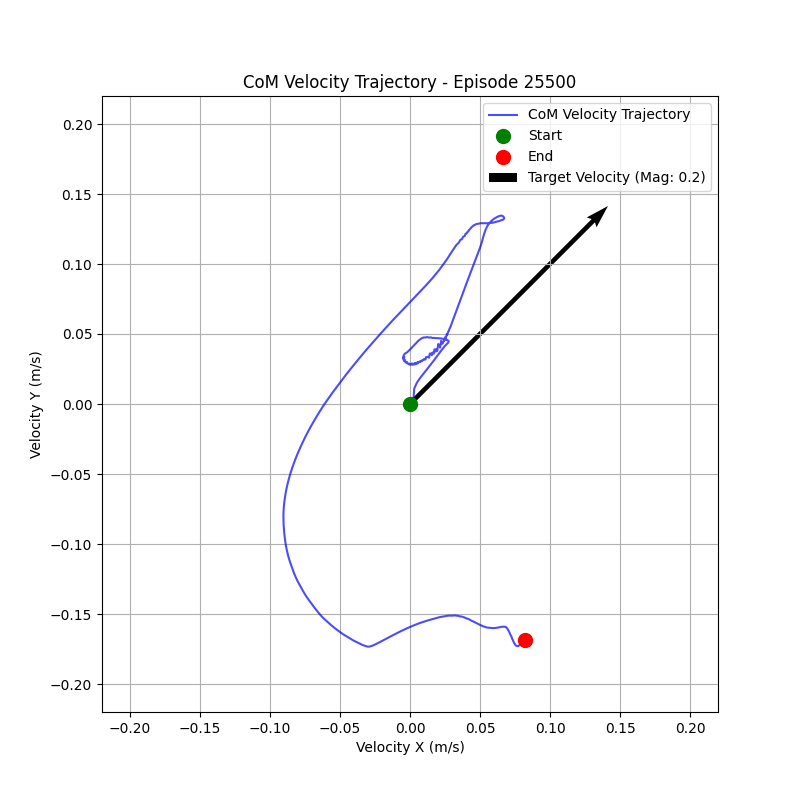 CoM Velocity Trajectory - Episode 25500
CoM Velocity Trajectory
Start
End
Target Velocity (Mag: 0.2)
0.20
0.15
0.10
0.05
0.00
−0.05
−0.10
−0.15
−0.20
Velocity Y (m/s)
−0.20 −0.15 −0.10 −0.05 0.00 0.05 0.10 0.15 0.20
Velocity X (m/s)